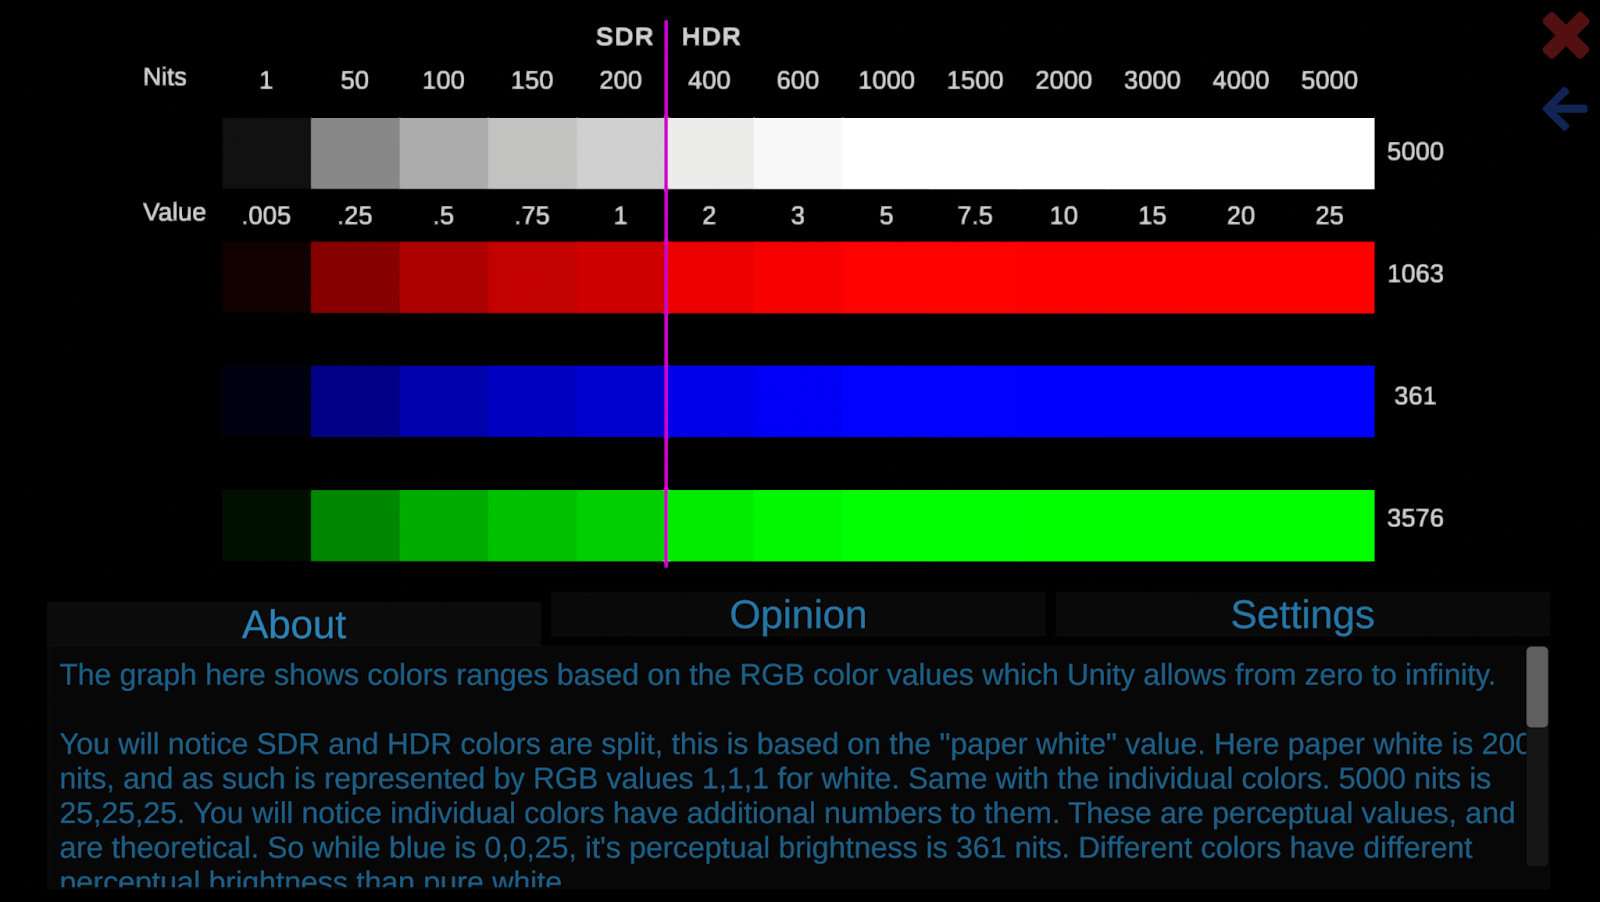 SDR HDR
Nits 1 50 100 150 200 400 600 1000 1500 2000 3000 4000 5000
5000
Value .005 .25 .5 .75 1 2 3 5 7.5 10 15 20 25
1063
361
3576
About Opinion Settings
The graph here shows colors ranges based on the RGB color values which Unity allows from zero to infinity.
You will notice SDR and HDR colors are split, this is based on the "paper white" value. Here paper white is 200
nits, and as such is represented by RGB values 1,1,1 for white. Same with the individual colors. 5000 nits is
25,25,25. You will notice individual colors have additional numbers to them. These are perceptual values, and
are theoretical. So while blue is 0,0,25, it's perceptual brightness is 361 nits. Different colors have different
perceptual brightness than pure white